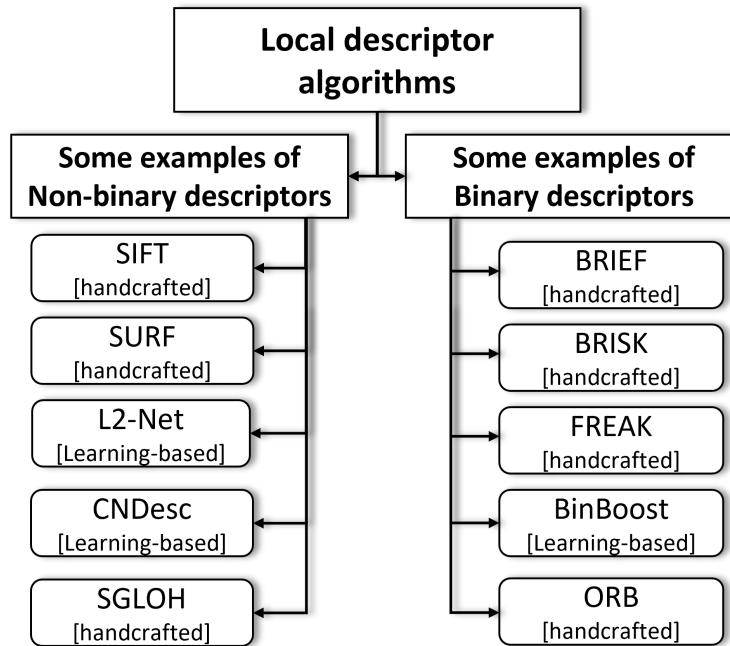 Local descriptor
algorithms
Some examples of
Non-binary descriptors
SIFT
[handcrafted]
SURF
[handcrafted]
L2-Net
[Learning-based]
CNDesc
[Learning-based]
SGLOH
[handcrafted]
Some examples of
Binary descriptors
BRIEF
[handcrafted]
BRISK
[handcrafted]
FREAK
[handcrafted]
BinBoost
[Learning-based]
ORB
[handcrafted]